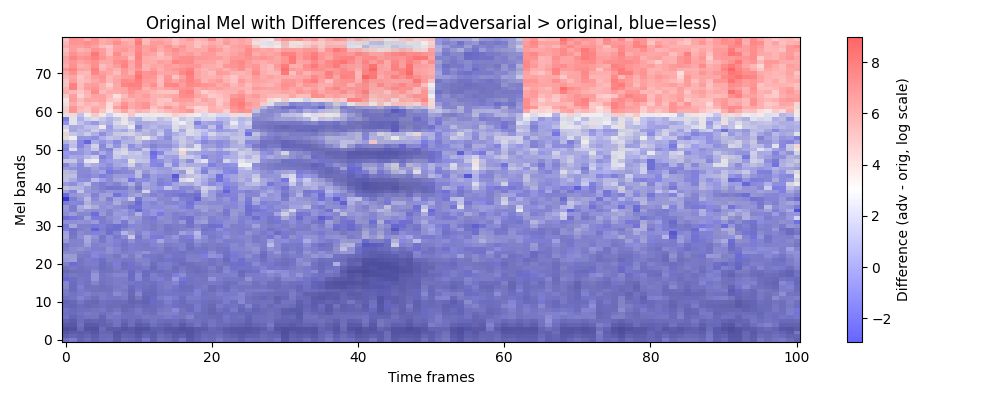 Original Mel with Differences (red=adversarial > original, blue=less)
Mel bands
70
60
50
40
30
20
10
0
0 20 40 60 80 100
Time frames
8
6
4
2
0
−2
Difference (adv - orig, log scale)